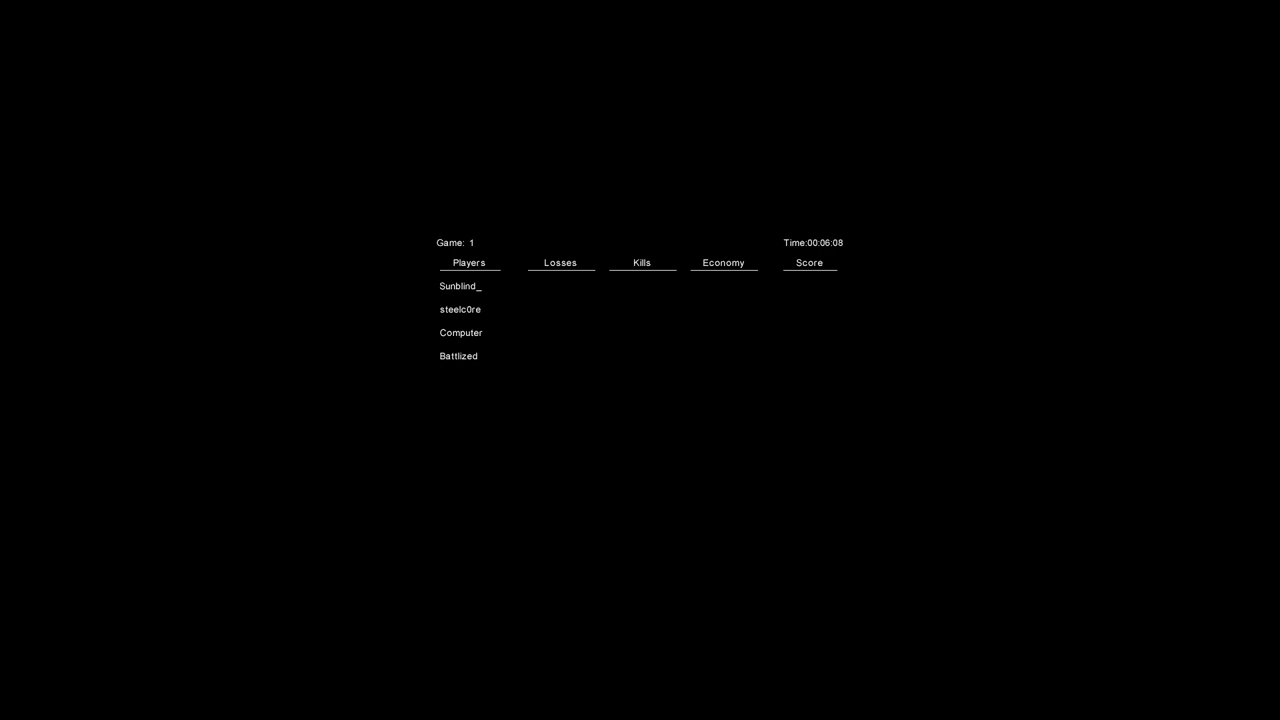 Game: 1 Time:00:06:08
Players Losses Kills Economy Score
Sunblind_
steelc0re
Computer
Battlized